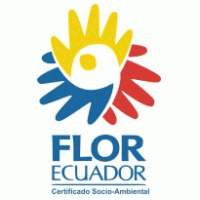 FLOR
ECUADOR
Certificado Socio-Ambiental